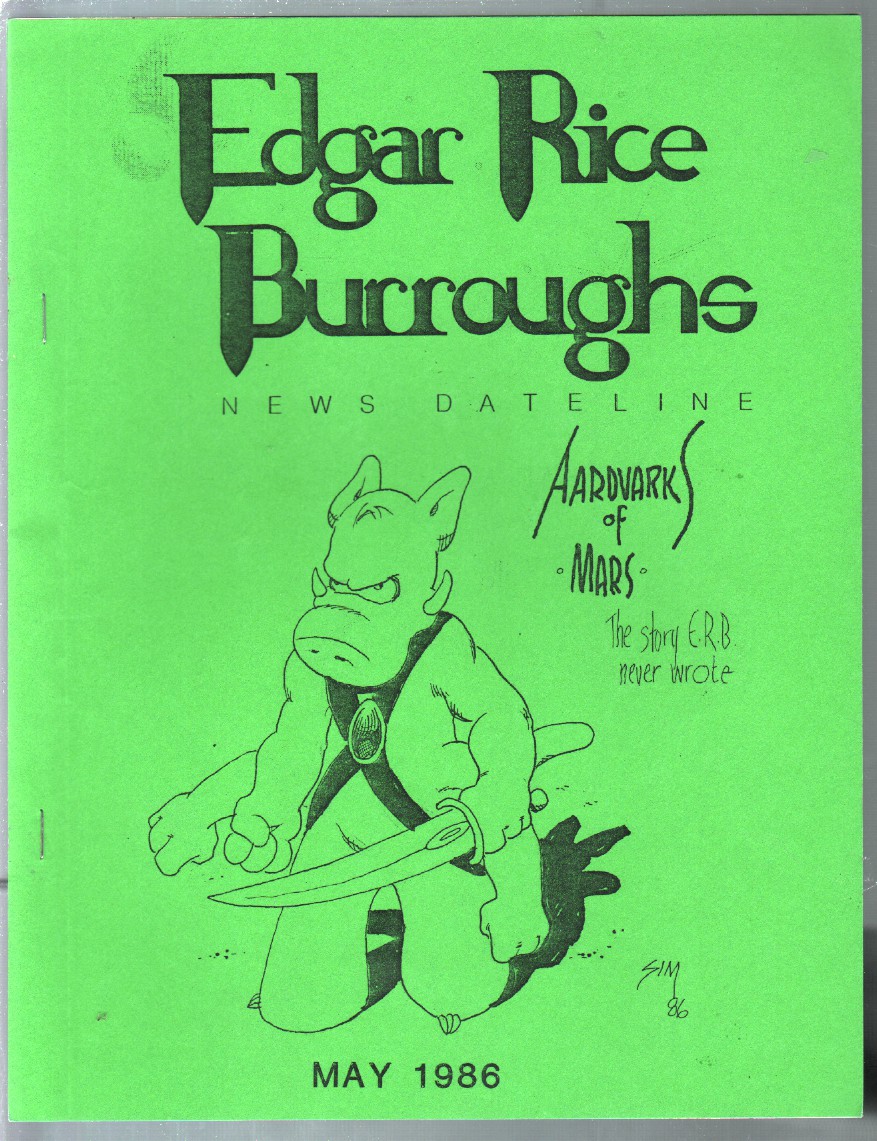 Edgar Rice
Burroughs
NEWS DATELINE
AARDVARKS
of
·MARS·
The story E.R.B.
never wrote
SIM
86
MAY 1986